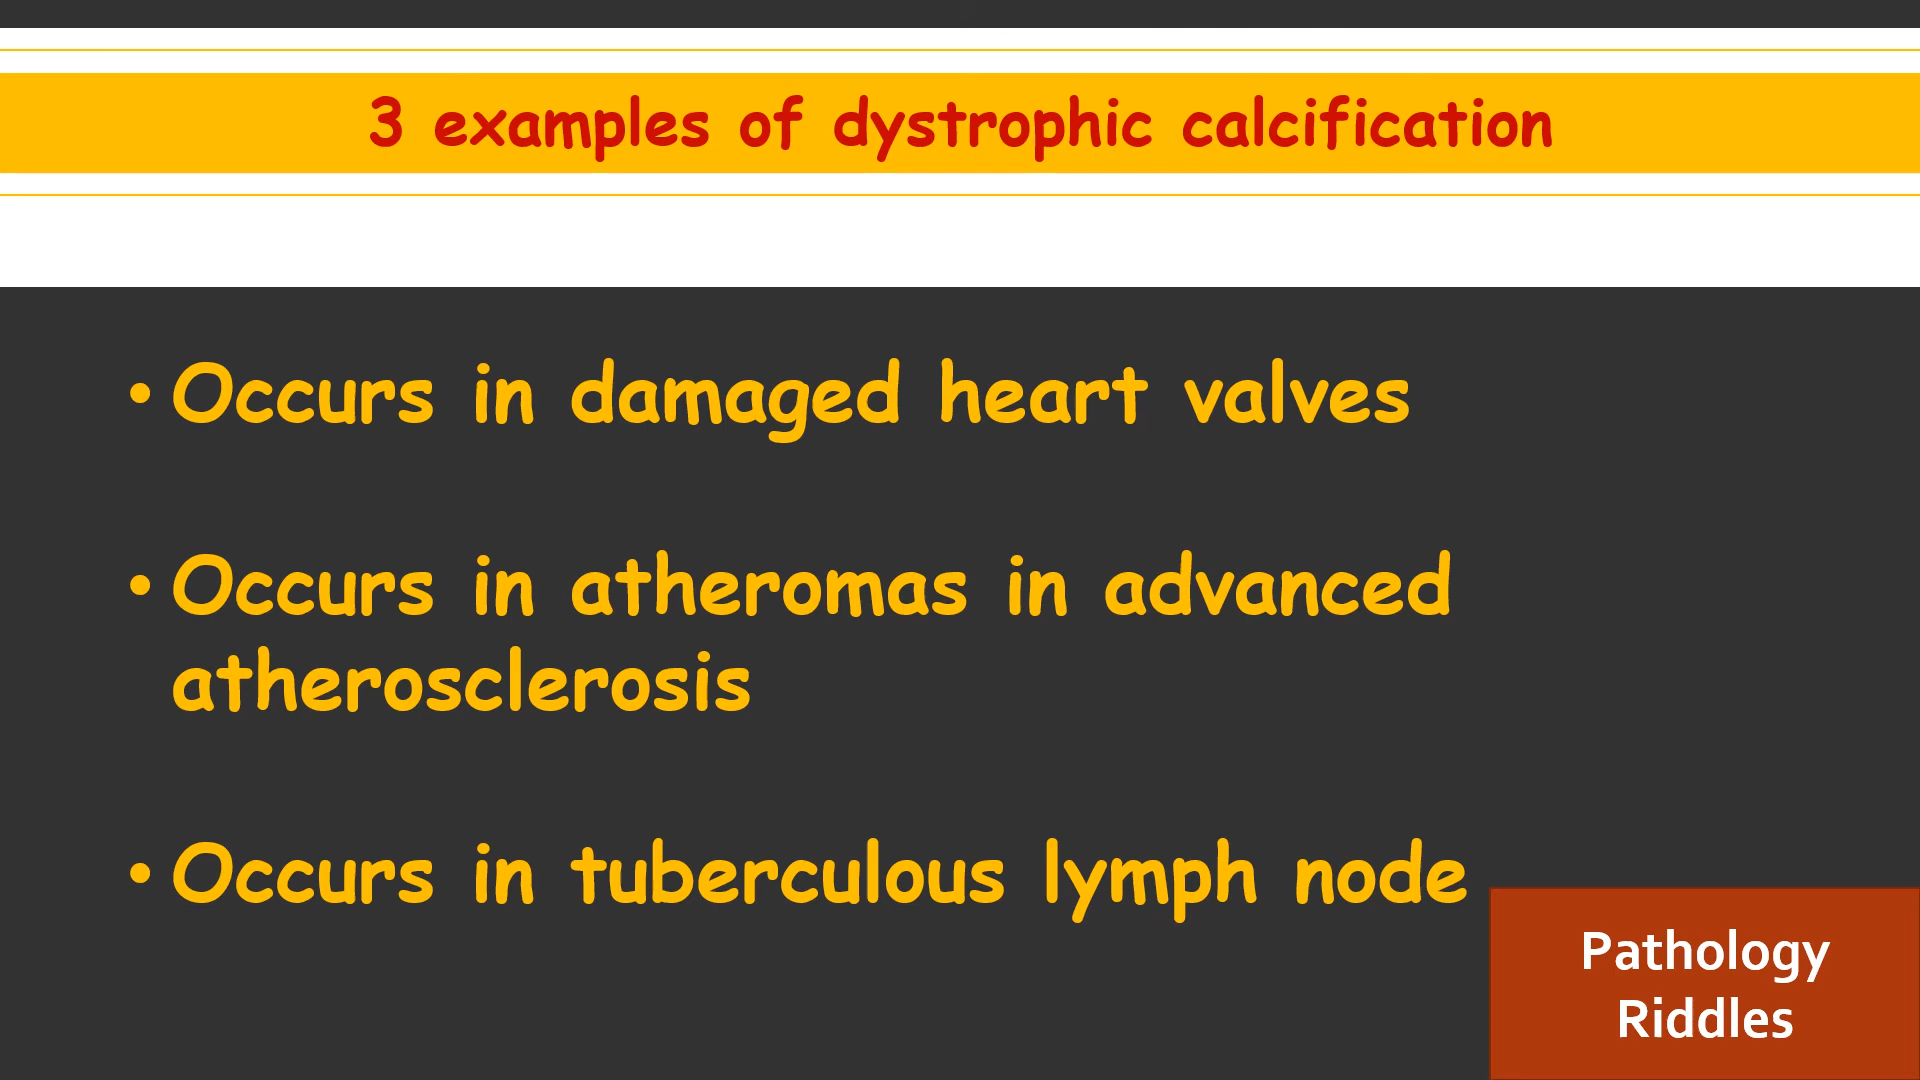 3 examples of dystrophic calcification
• Occurs in damaged heart valves
• Occurs in atheromas in advanced
atherosclerosis
• Occurs in tuberculous lymph node
Pathology
Riddles